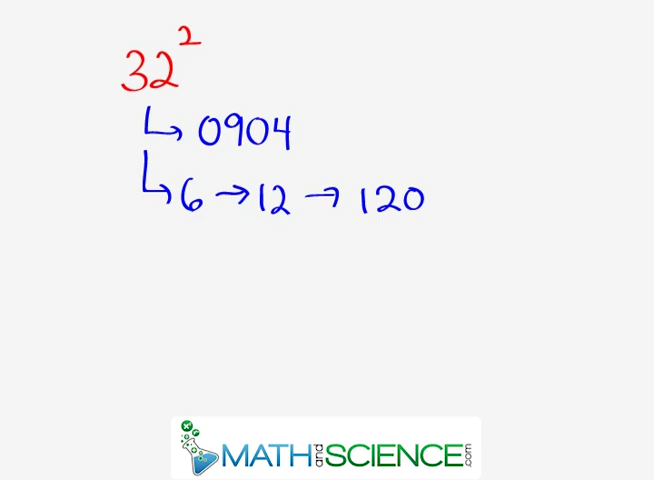 32²
↳ 0904
↳ 6 → 12 → 120
MATH and SCIENCE .com